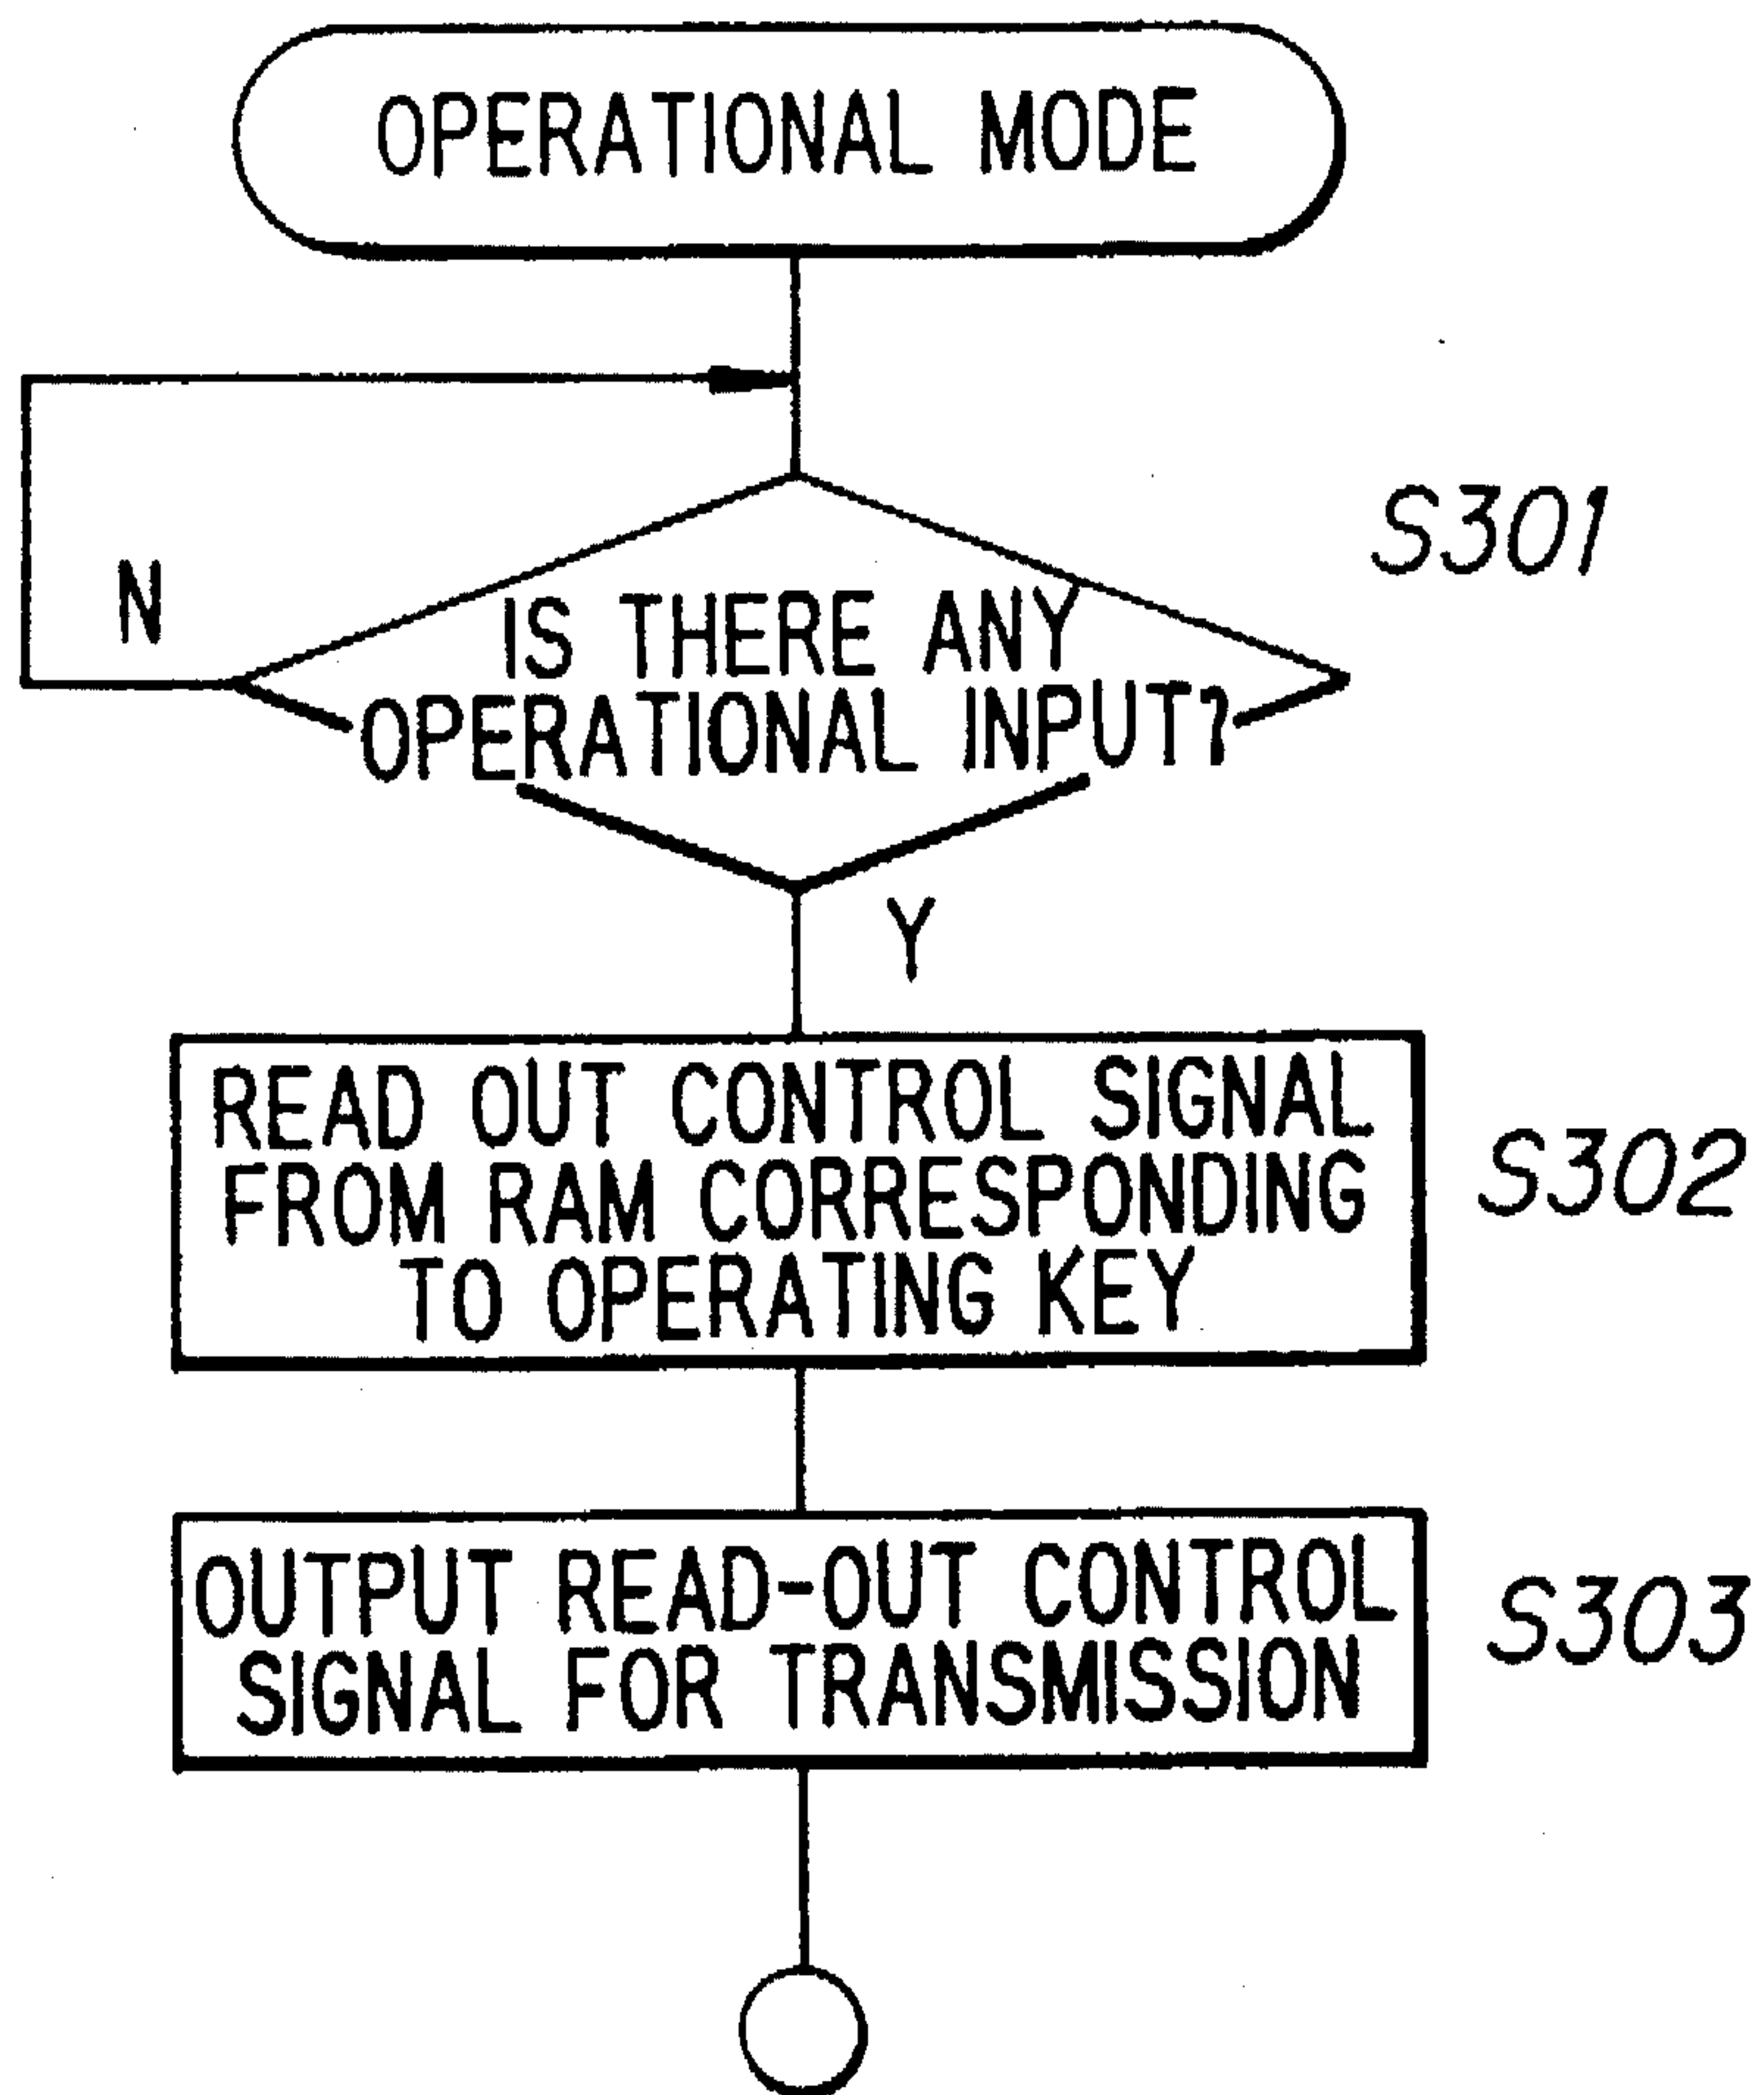 OPERATIONAL MODE
S301
N
IS THERE ANY
OPERATIONAL INPUT?
Y
READ OUT CONTROL SIGNAL
FROM RAM CORRESPONDING
TO OPERATING KEY
S302
OUTPUT READ-OUT CONTROL
SIGNAL FOR TRANSMISSION
S303